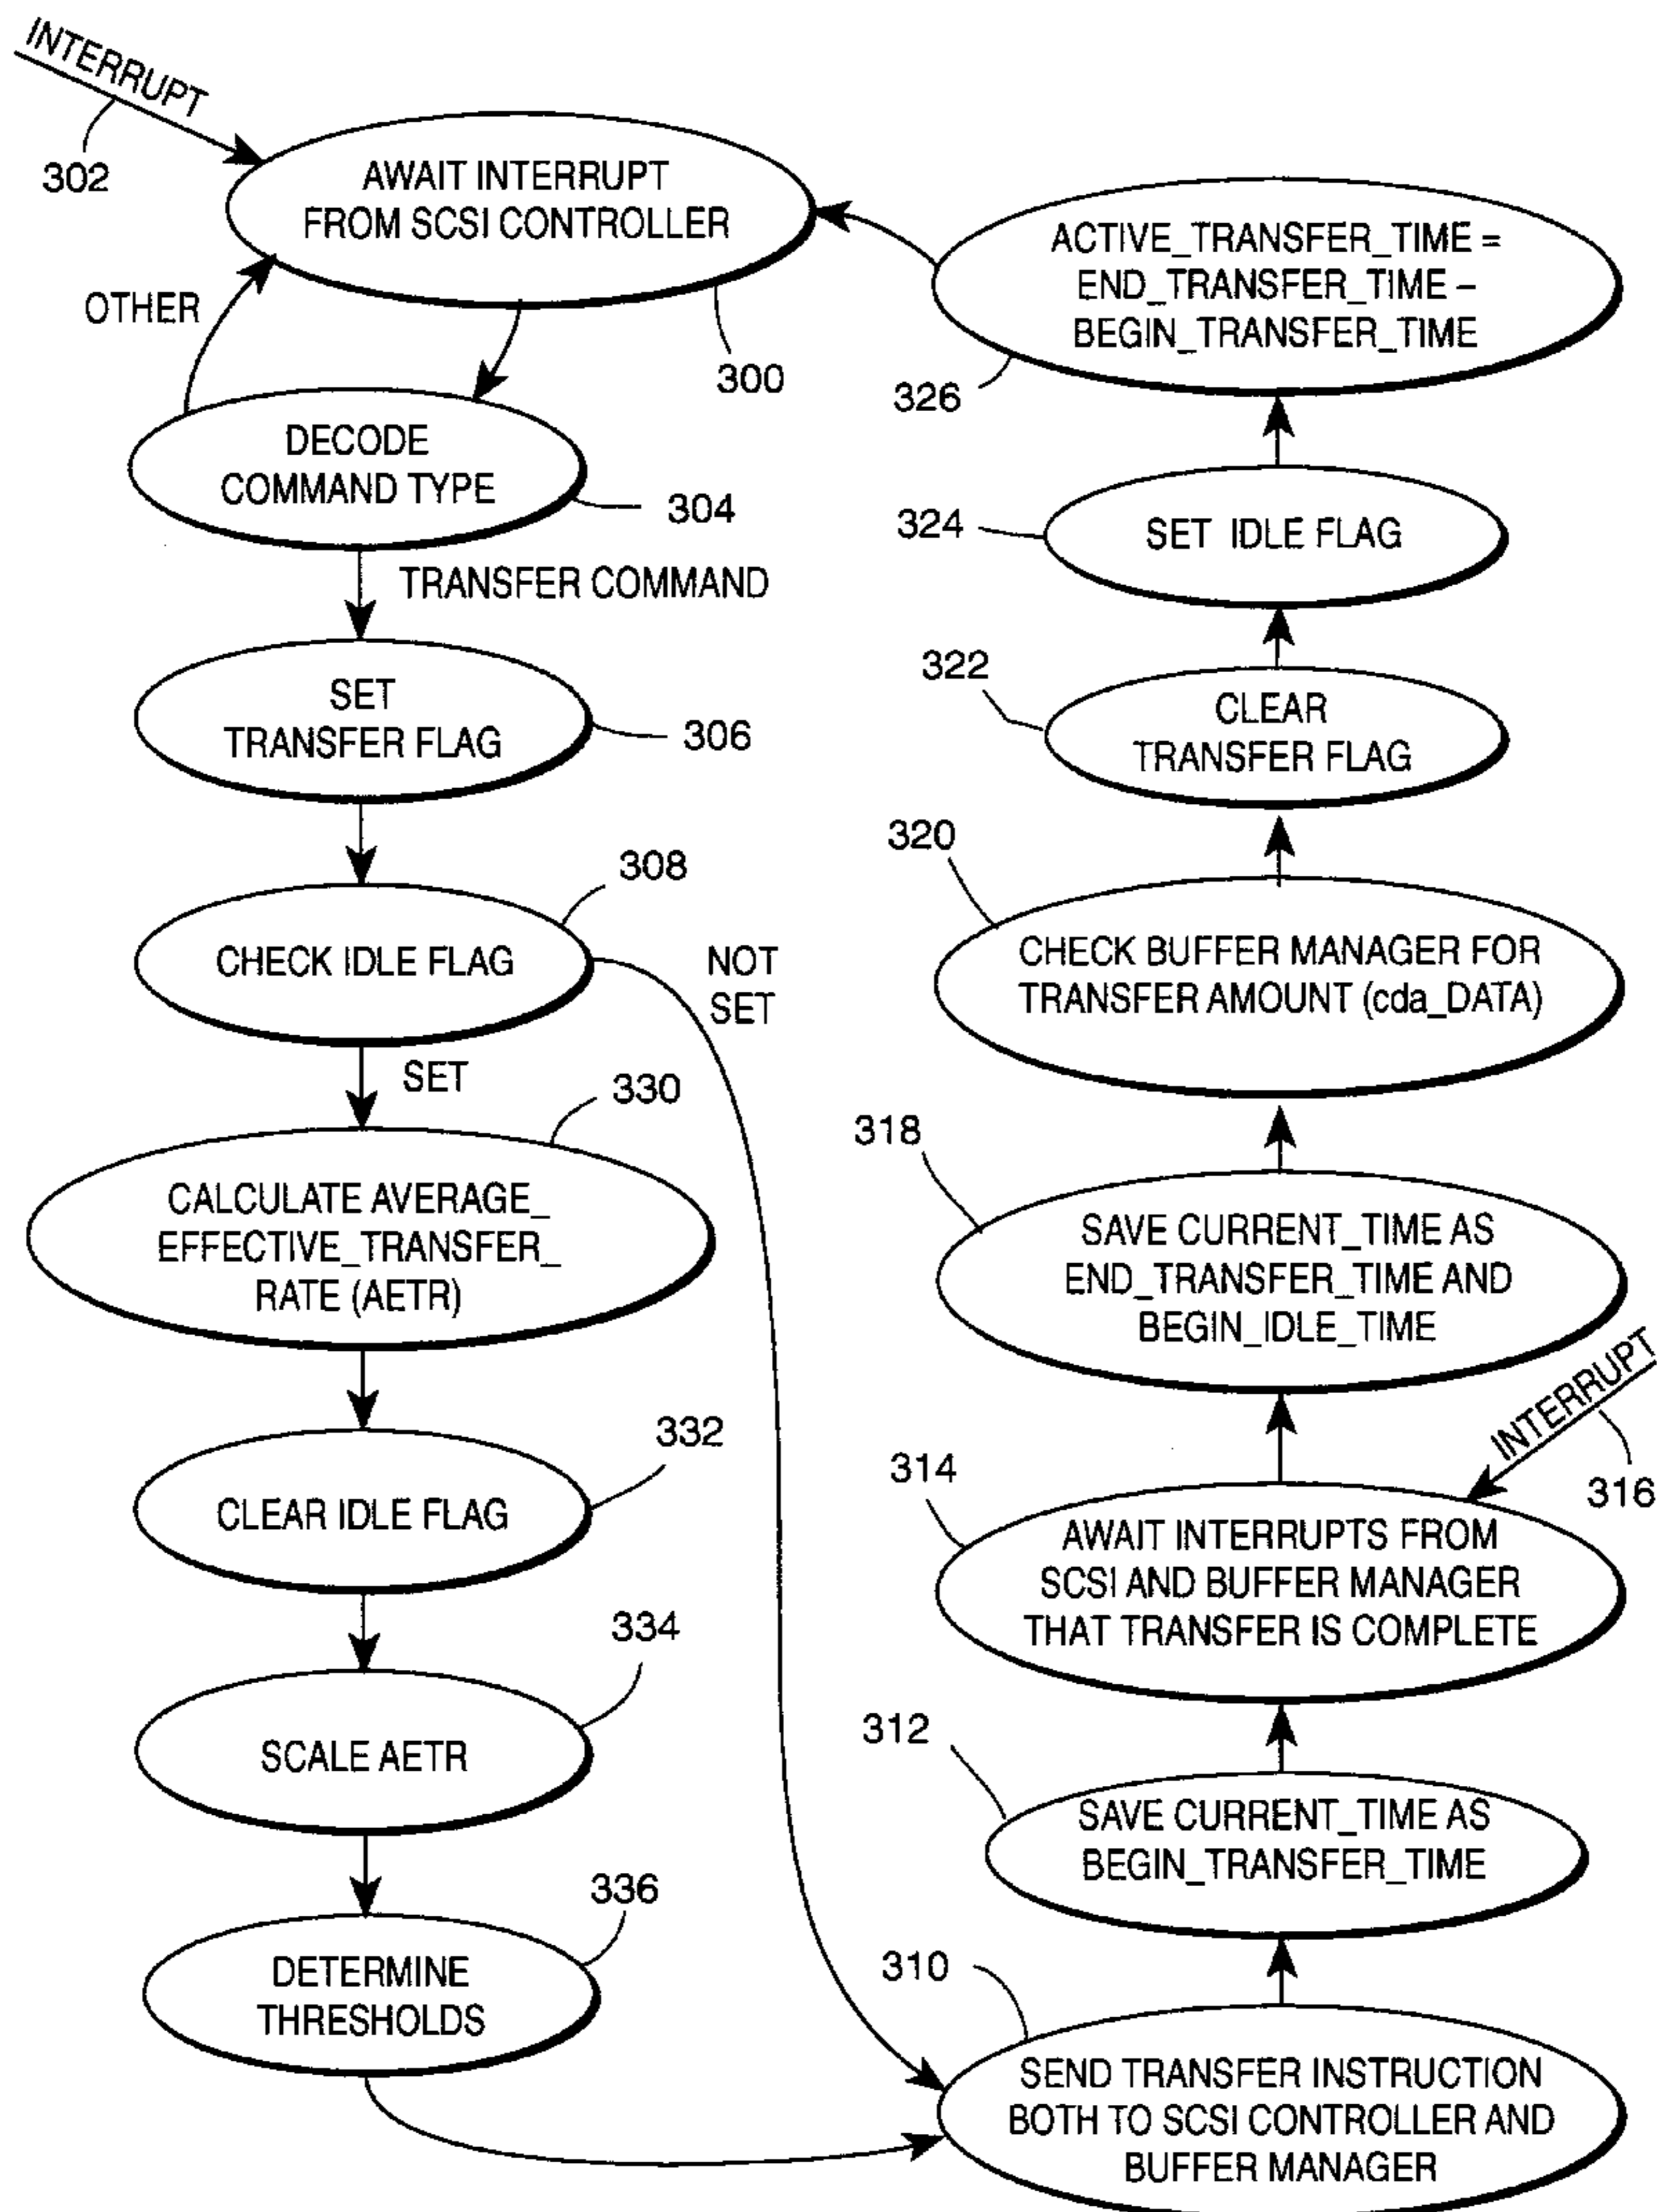 INTERRUPT
302
AWAIT INTERRUPT
FROM SCSI CONTROLLER
300
OTHER
DECODE
COMMAND TYPE
304
TRANSFER COMMAND
SET
TRANSFER FLAG
306
308
CHECK IDLE FLAG
NOT
SET
SET
330
CALCULATE AVERAGE_
EFFECTIVE_TRANSFER_
RATE (AETR)
332
CLEAR IDLE FLAG
334
SCALE AETR
336
DETERMINE
THRESHOLDS
310
SEND TRANSFER INSTRUCTION
BOTH TO SCSI CONTROLLER AND
BUFFER MANAGER
312
SAVE CURRENT_TIME AS
BEGIN_TRANSFER_TIME
314
AWAIT INTERRUPTS FROM
SCSI AND BUFFER MANAGER
THAT TRANSFER IS COMPLETE
INTERRUPT
316
318
SAVE CURRENT_TIME AS
END_TRANSFER_TIME AND
BEGIN_IDLE_TIME
320
CHECK BUFFER MANAGER FOR
TRANSFER AMOUNT (cda_DATA)
322
CLEAR
TRANSFER FLAG
324
SET IDLE FLAG
326
ACTIVE_TRANSFER_TIME =
END_TRANSFER_TIME –
BEGIN_TRANSFER_TIME